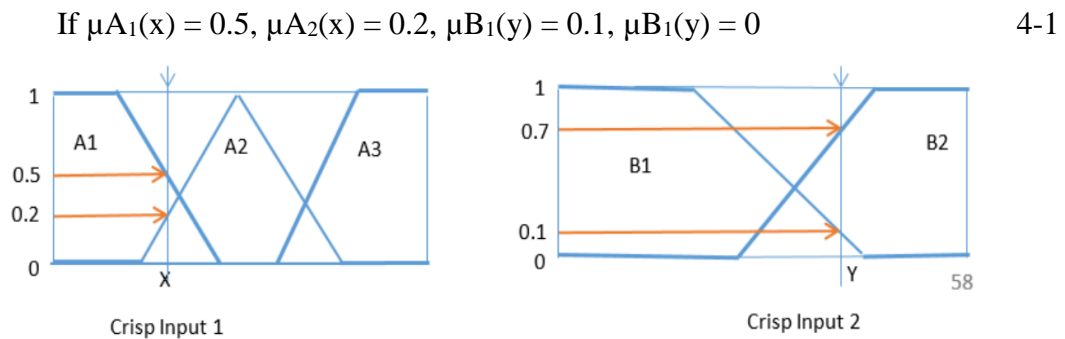 If µA₁(x) = 0.5, µA₂(x) = 0.2, µB₁(y) = 0.1, µB₁(y) = 0 4-1
1
A1
A2
A3
0.5
0.2
0
X
Crisp Input 1
1
0.7
B1
B2
0.1
0
Y
58
Crisp Input 2